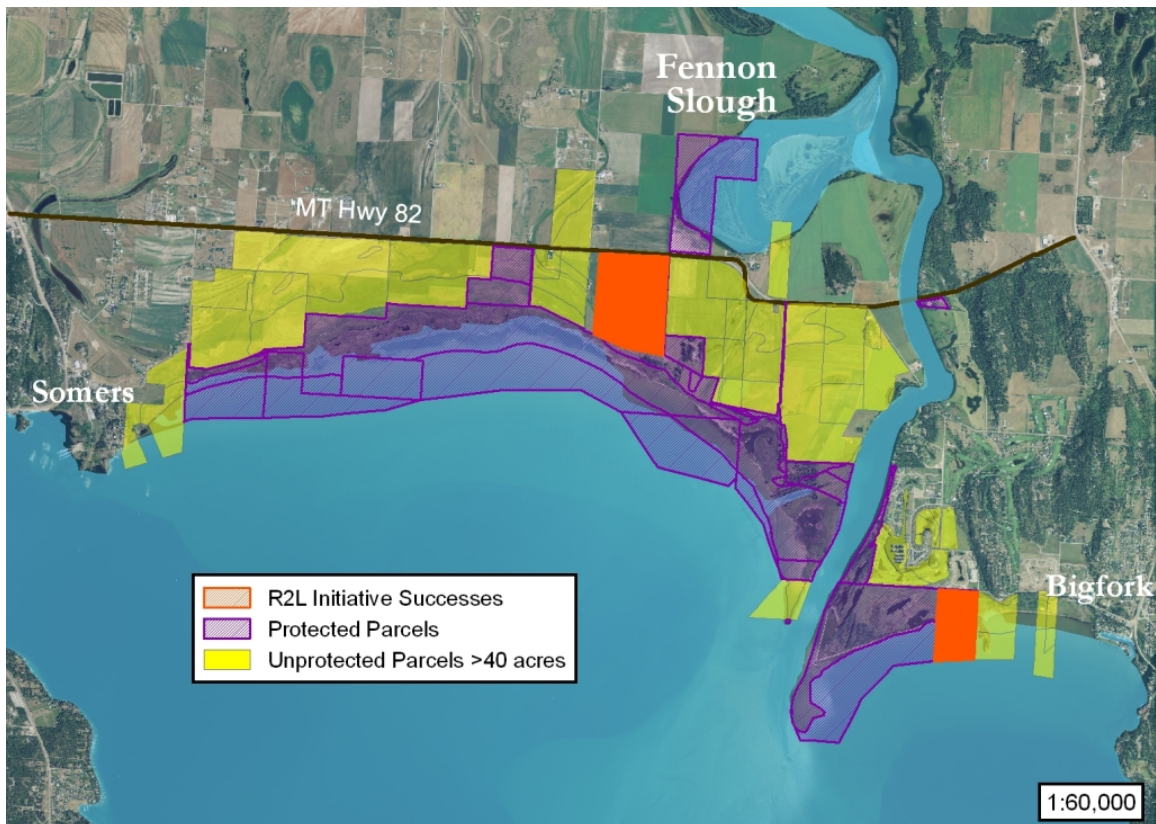 Fennon
Slough
'MT Hwy 82
Somers
R2L Initiative Successes
Protected Parcels
Unprotected Parcels >40 acres
Bigfork
1:60,000